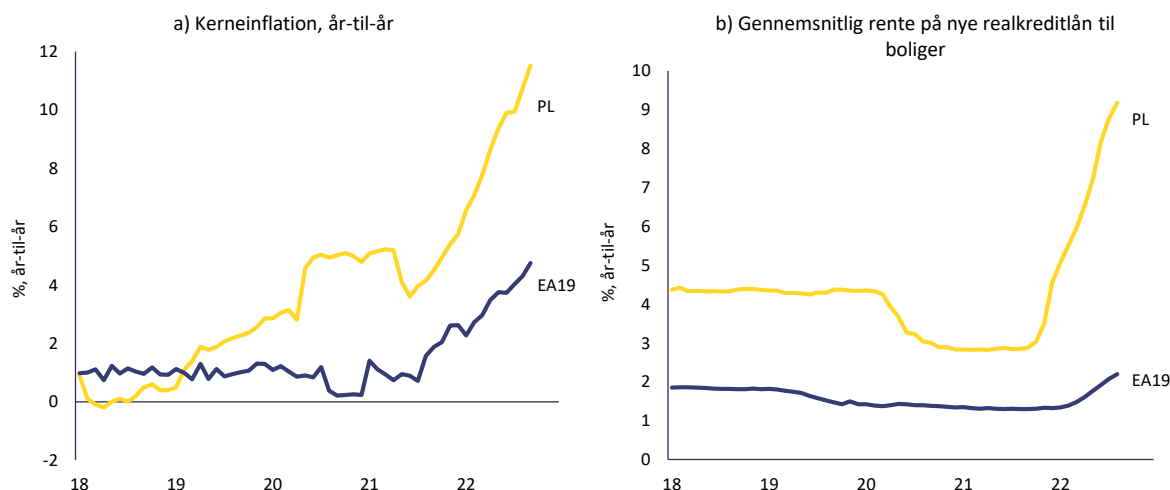 a) Kerneinflation, år-til-år
12
10
8
6
4
2
0
-2
%, år-til-år
PL
EA19
18 19 20 21 22
b) Gennemsnitlig rente på nye realkreditlån til
boliger
10
9
8
7
6
5
4
3
2
1
0
%, år-til-år
PL
EA19
18 19 20 21 22